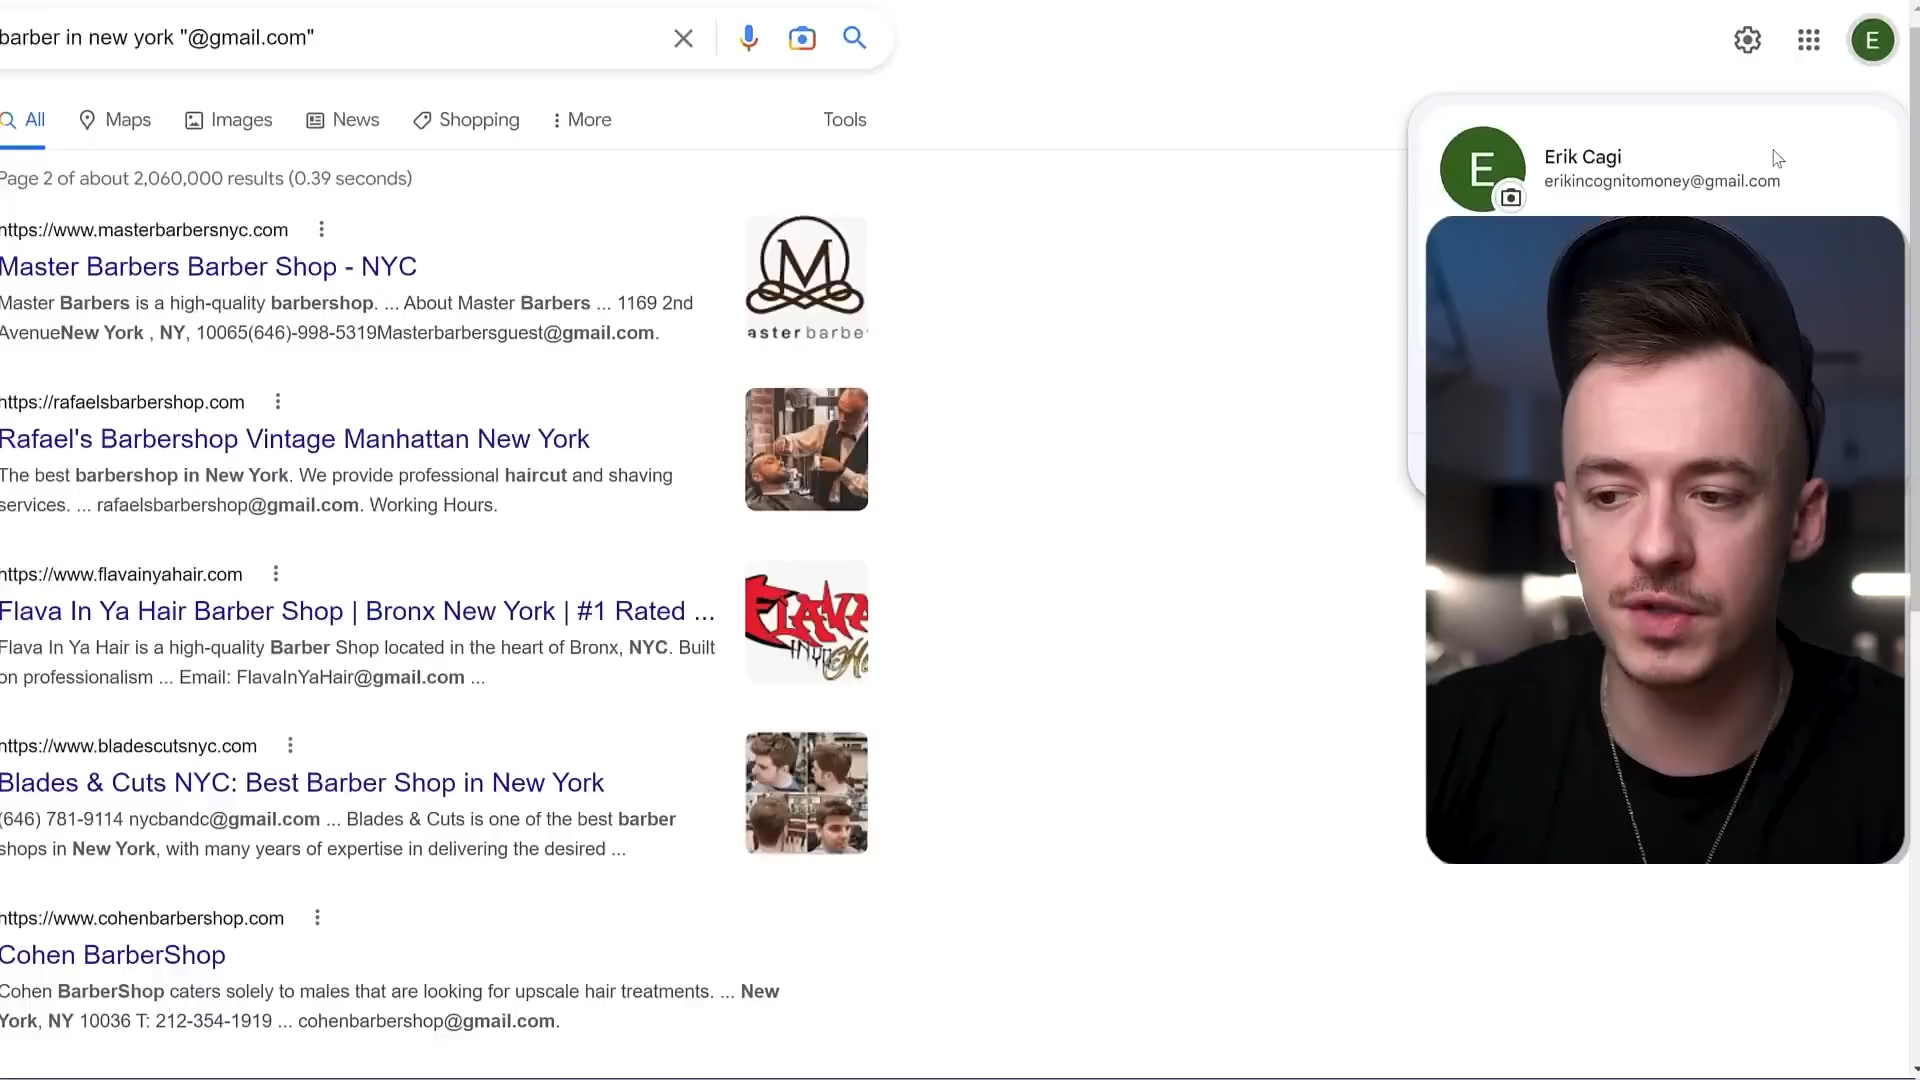 barber in new york "@gmail.com"
E
All
Maps
Images
News
Shopping
More
Tools
Page 2 of about 2,060,000 results (0.39 seconds)
E
Erik Cagi
erikincognitomoney@gmail.com
https://www.masterbarbersnyc.com
Master Barbers Barber Shop - NYC
Master Barbers is a high-quality barbershop. ... About Master Barbers ... 1169 2nd
AvenueNew York , NY, 10065(646)-998-5319Masterbarbersguest@gmail.com.
M
aster barbe
https://rafaelsbarbershop.com
Rafael's Barbershop Vintage Manhattan New York
The best barbershop in New York. We provide professional haircut and shaving
services. ... rafaelsbarbershop@gmail.com. Working Hours.
https://www.flavainyahair.com
Flava In Ya Hair Barber Shop | Bronx New York | #1 Rated ...
Flava In Ya Hair is a high-quality Barber Shop located in the heart of Bronx, NYC. Built
on professionalism ... Email: FlavaInYaHair@gmail.com ...
FLAVA
https://www.bladescutsnyc.com
Blades & Cuts NYC: Best Barber Shop in New York
(646) 781-9114 nycbandc@gmail.com ... Blades & Cuts is one of the best barber
shops in New York, with many years of expertise in delivering the desired ...
https://www.cohenbarbershop.com
Cohen BarberShop
Cohen BarberShop caters solely to males that are looking for upscale hair treatments. ... New
York, NY 10036 T: 212-354-1919 ... cohenbarbershop@gmail.com.